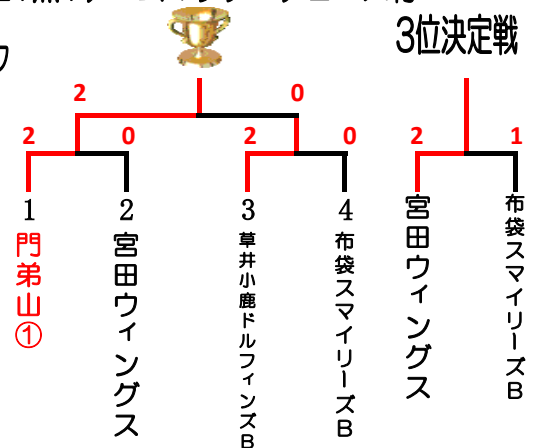 3位決定戦
2 0
2 0 2 0 2 1
1 2 3 4
門弟山①
宮田ウィングス
草井小鹿ドルフィンズB
布袋スマイリーズB
宮田ウィングス
布袋スマイリーズB